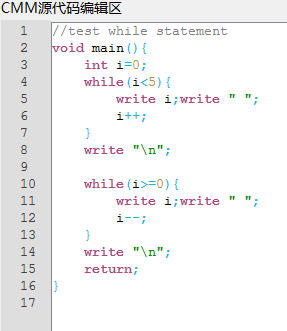 CMM源代码编辑区
1 //test while statement
2 void main(){
3     int i=0;
4     while(i<5){
5         write i;write " ";
6         i++;
7     }
8     write "\n";
9
10     while(i>=0){
11         write i;write " ";
12         i--;
13     }
14     write "\n";
15     return;
16 }
17